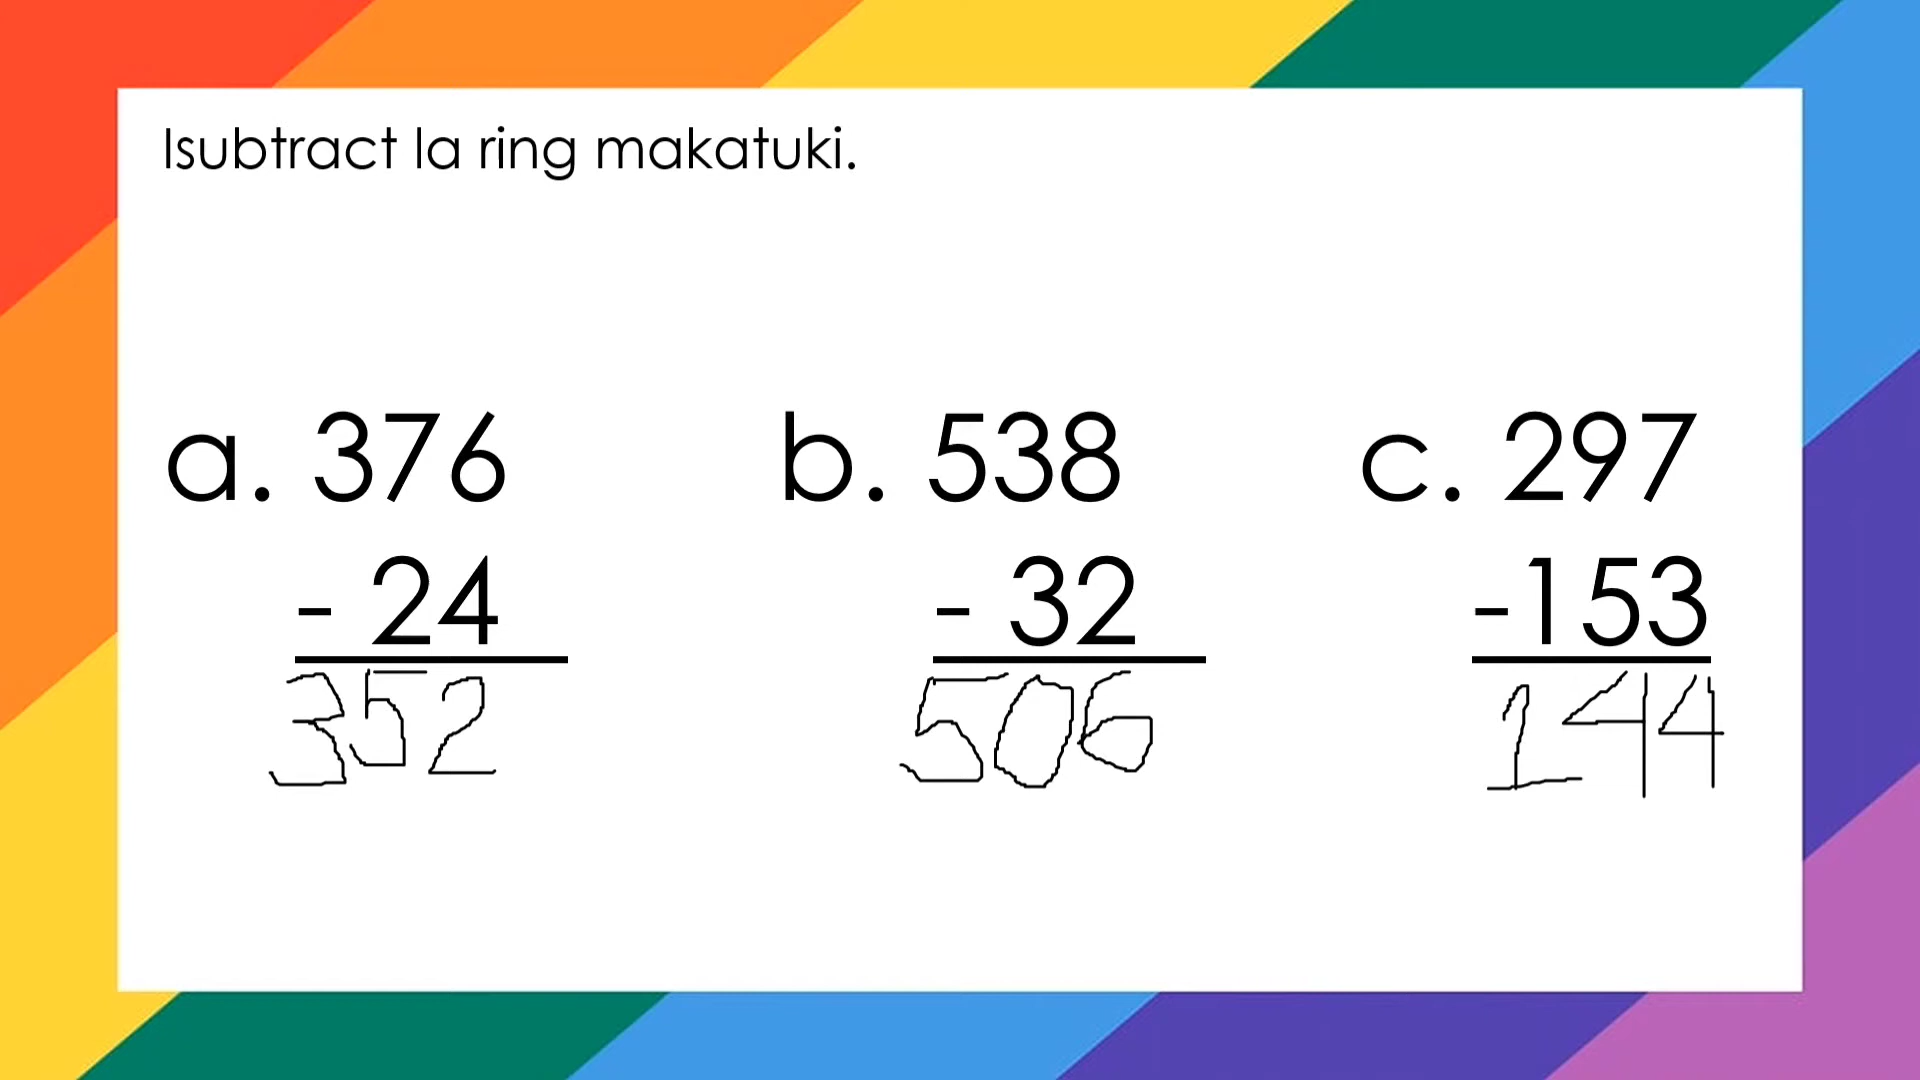 Isubtract la ring makatuki.
a. 376 b. 538 c. 297
- 24 - 32 -153
352 506 144